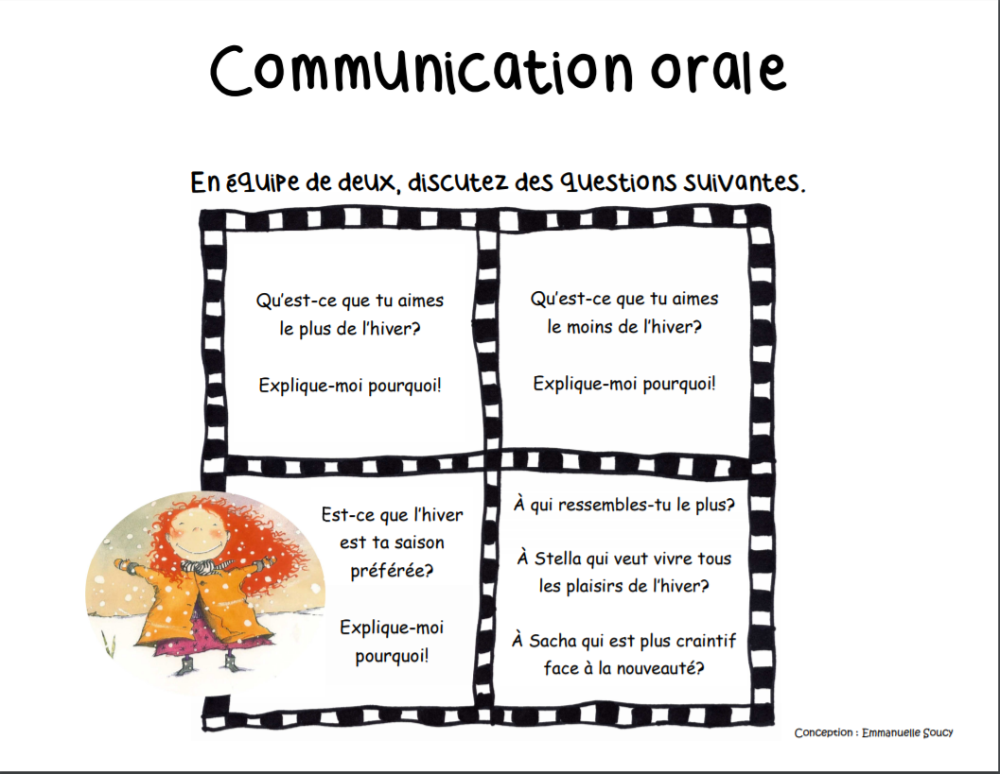 Communication orale
En équipe de deux, discutez des questions suivantes.
Qu'est-ce que tu aimes
le plus de l'hiver?
Explique-moi pourquoi!
Qu'est-ce que tu aimes
le moins de l'hiver?
Explique-moi pourquoi!
Est-ce que l'hiver
est ta saison
préférée?
Explique-moi
pourquoi!
À qui ressembles-tu le plus?
À Stella qui veut vivre tous
les plaisirs de l'hiver?
À Sacha qui est plus craintif
face à la nouveauté?
Conception : Emmanuelle Soucy